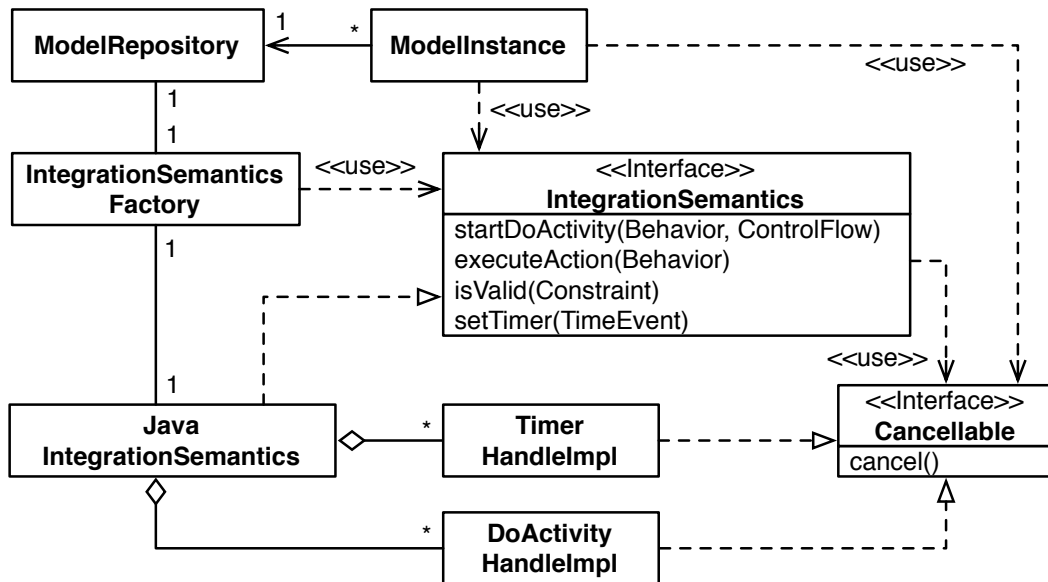 ModelRepository
1
*
ModelInstance
<<use>>
<<use>>
1
1
IntegrationSemantics
Factory
<<use>>
<<Interface>>
IntegrationSemantics
startDoActivity(Behavior, ControlFlow)
executeAction(Behavior)
isValid(Constraint)
setTimer(TimeEvent)
1
<<use>>
1
Java
IntegrationSemantics
*
Timer
HandleImpl
<<Interface>>
Cancellable
cancel()
*
DoActivity
HandleImpl